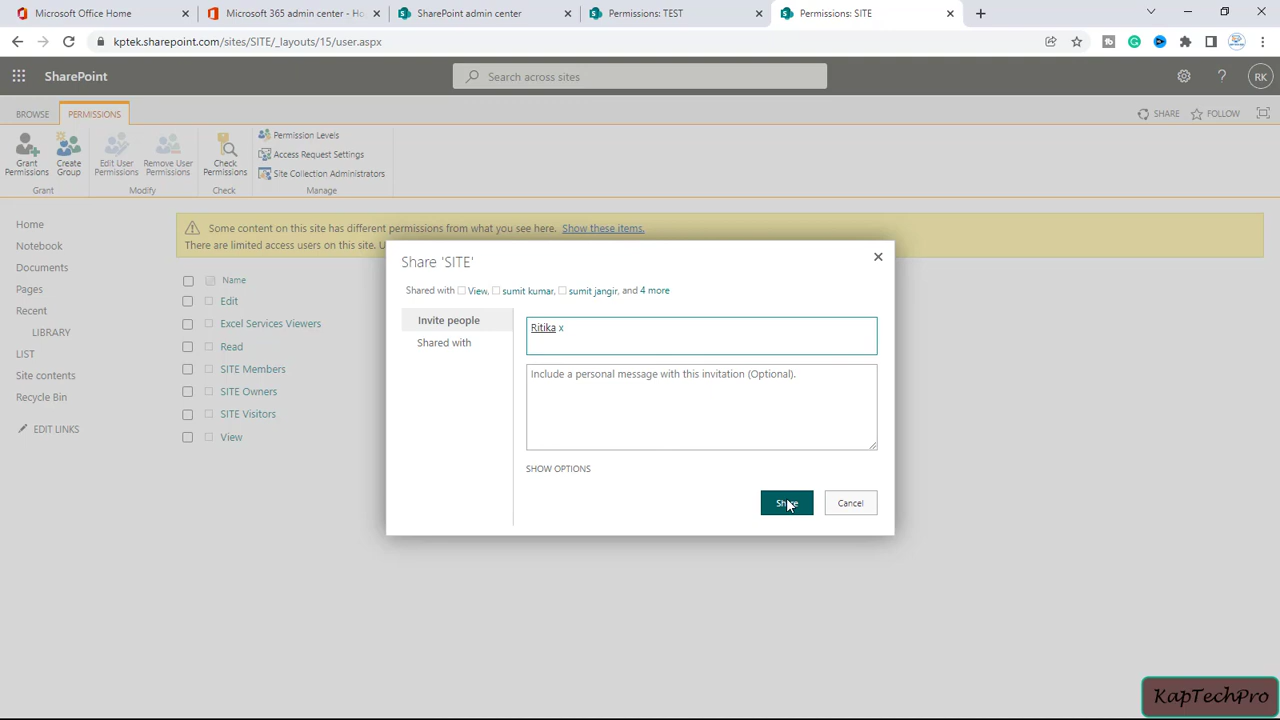 Microsoft Office Home
Microsoft 365 admin center - Ho
SharePoint admin center
Permissions: TEST
Permissions: SITE
kptek.sharepoint.com/sites/SITE/_layouts/15/user.aspx
SharePoint
Search across sites
RK
BROWSE
PERMISSIONS
SHARE
FOLLOW
Grant Permissions
Create Group
Edit User Permissions
Remove User Permissions
Check Permissions
Permission Levels
Access Request Settings
Site Collection Administrators
Grant
Modify
Check
Manage
Home
Notebook
Documents
Pages
Recent
LIBRARY
LIST
Site contents
Recycle Bin
EDIT LINKS
Some content on this site has different permissions from what you see here. Show these items.
There are limited access users on this site. U
Name
Edit
Excel Services Viewers
Read
SITE Members
SITE Owners
SITE Visitors
View
Share 'SITE'
Shared with View, sumit kumar, sumit jangir, and 4 more
Invite people
Shared with
Ritika x
Include a personal message with this invitation (Optional).
SHOW OPTIONS
Share
Cancel
KapTechPro